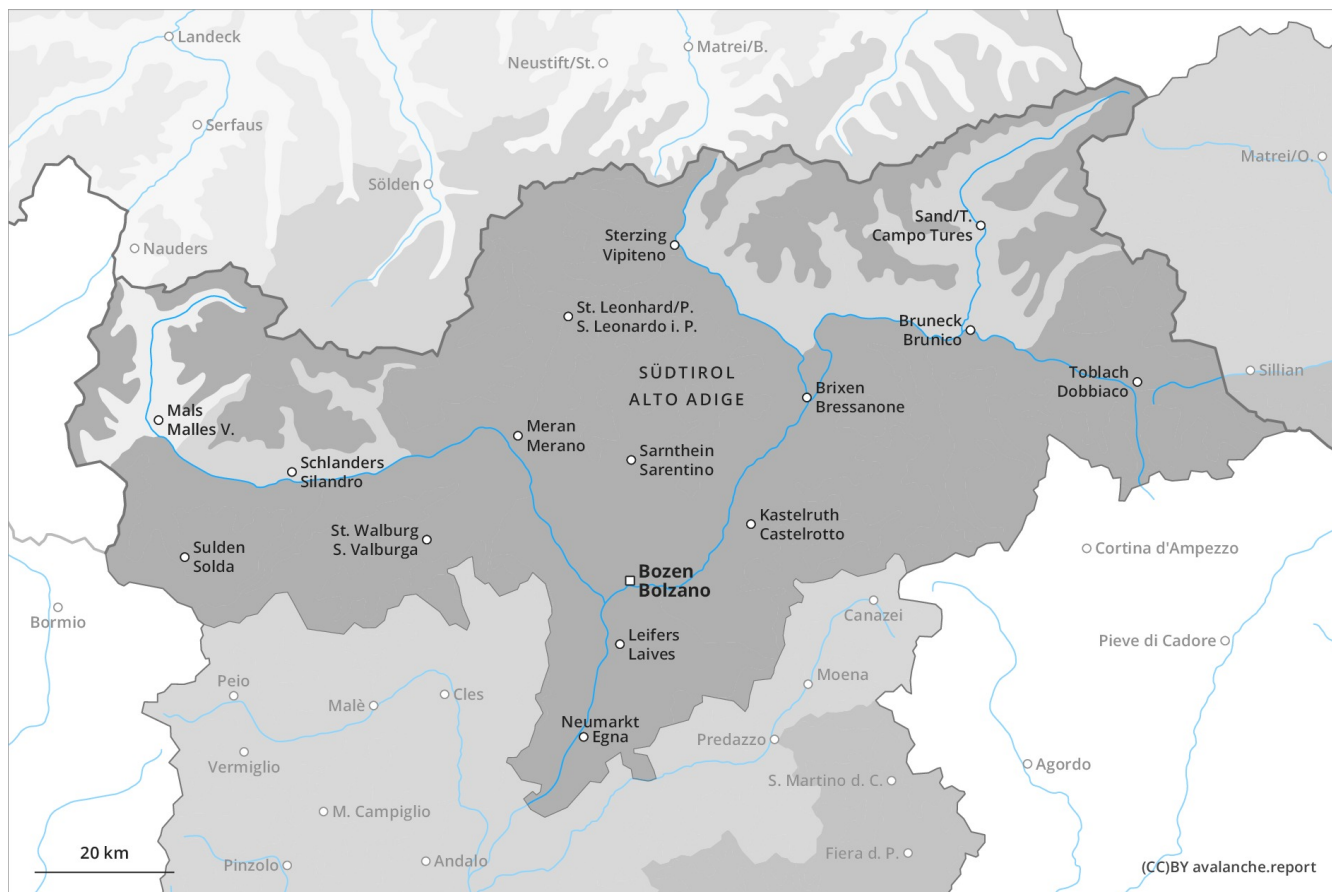 Landeck
Matrei/B.
Neustift/St.
Serfaus
Matrei/O.
Sölden
Sand/T.
Campo Tures
Nauders
Sterzing
Vipiteno
St. Leonhard/P.
S. Leonardo i. P.
Bruneck
Brunico
SÜDTIROL
ALTO ADIGE
Toblach
Dobbiaco
Sillian
Brixen
Bressanone
Mals
Malles V.
Meran
Merano
Sarnthein
Sarentino
Schlanders
Silandro
Kastelruth
Castelrotto
St. Walburg
S. Valburga
Sulden
Solda
Cortina d'Ampezzo
Bozen
Bolzano
Bormio
Canazei
Leifers
Laives
Pieve di Cadore
Peio
Moena
Malè
Cles
Neumarkt
Egna
Predazzo
Vermiglio
Agordo
S. Martino d. C.
M. Campiglio
20 km
Pinzolo
Andalo
Fiera d. P.
(CC)BY avalanche.report